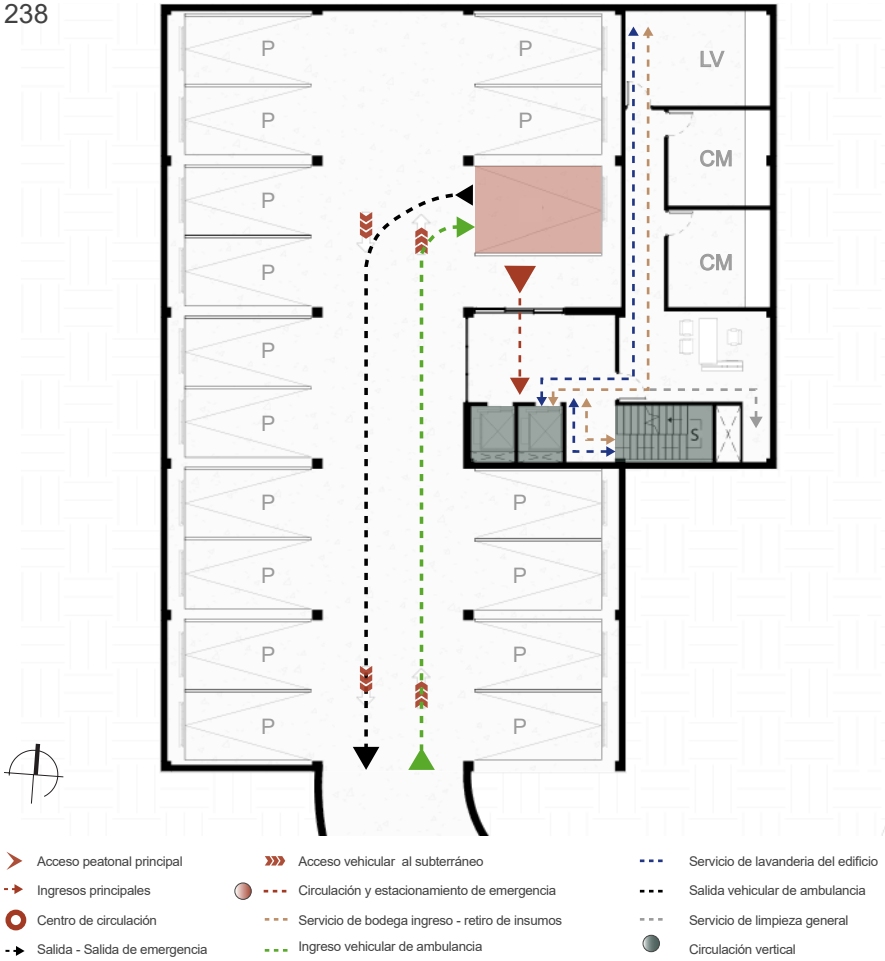 238
P P LV
P P
CM
P
P CM
P
P
S
P P
P P
P P
P P
Acceso peatonal principal
Ingresos principales
Centro de circulación
Salida - Salida de emergencia
Acceso vehicular al subterráneo
Circulación y estacionamiento de emergencia
Servicio de bodega ingreso - retiro de insumos
Ingreso vehicular de ambulancia
Servicio de lavanderia del edificio
Salida vehicular de ambulancia
Servicio de limpieza general
Circulación vertical